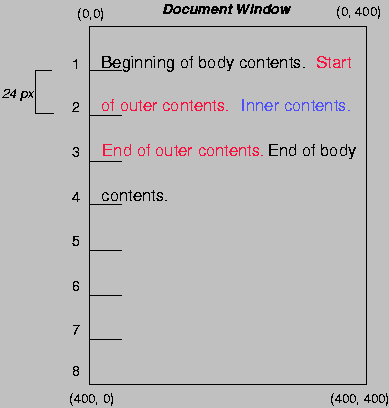 Document Window
(0,0) (0, 400)
1 Beginning of body contents. Start
24 px
2 of outer contents. Inner contents.
3 End of outer contents. End of body
4 contents.
5
6
7
8
(400, 0) (400, 400)